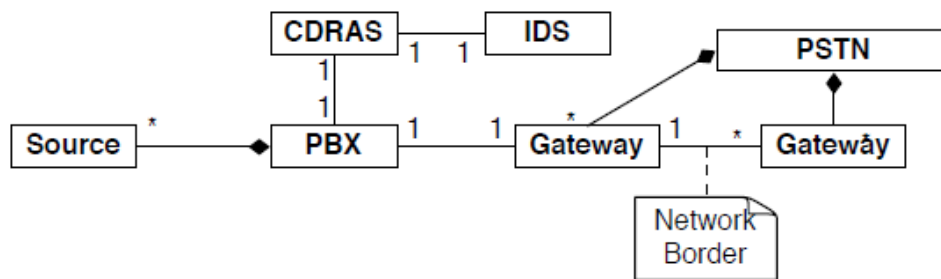 CDRAS
1
1
IDS
PSTN
1
1
*
Source
*
PBX
1
1
Gateway
1
*
Gateway
*
Network
Border